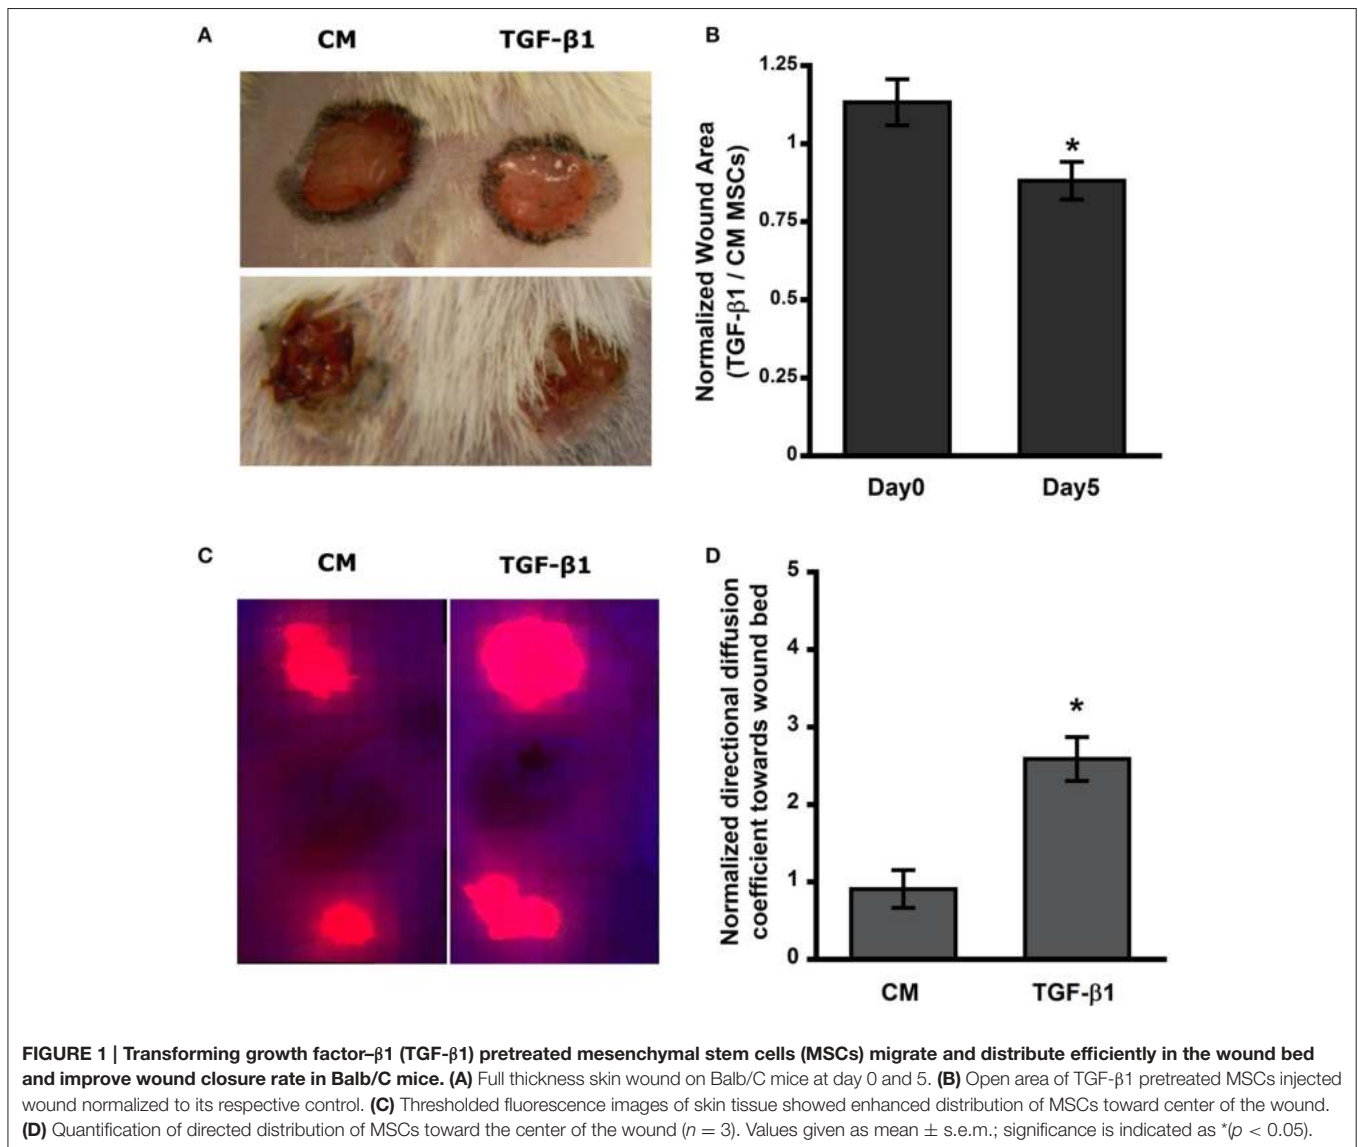 A
CM
TGF-β1
B
Normalized Wound Area
(TGF-β1 / CM MSCs)
1.25
1
0.75
0.5
0.25
0
*
Day0
Day5
C
CM
TGF-β1
D
Normalized directional diffusion
coefficient towards wound bed
5
4
3
2
1
0
*
CM
TGF-β1
FIGURE 1 | Transforming growth factor–β1 (TGF-β1) pretreated mesenchymal stem cells (MSCs) migrate and distribute efficiently in the wound bed
and improve wound closure rate in Balb/C mice. (A) Full thickness skin wound on Balb/C mice at day 0 and 5. (B) Open area of TGF-β1 pretreated MSCs injected
wound normalized to its respective control. (C) Thresholded fluorescence images of skin tissue showed enhanced distribution of MSCs toward center of the wound.
(D) Quantification of directed distribution of MSCs toward the center of the wound (n = 3). Values given as mean ± s.e.m.; significance is indicated as *(p < 0.05).